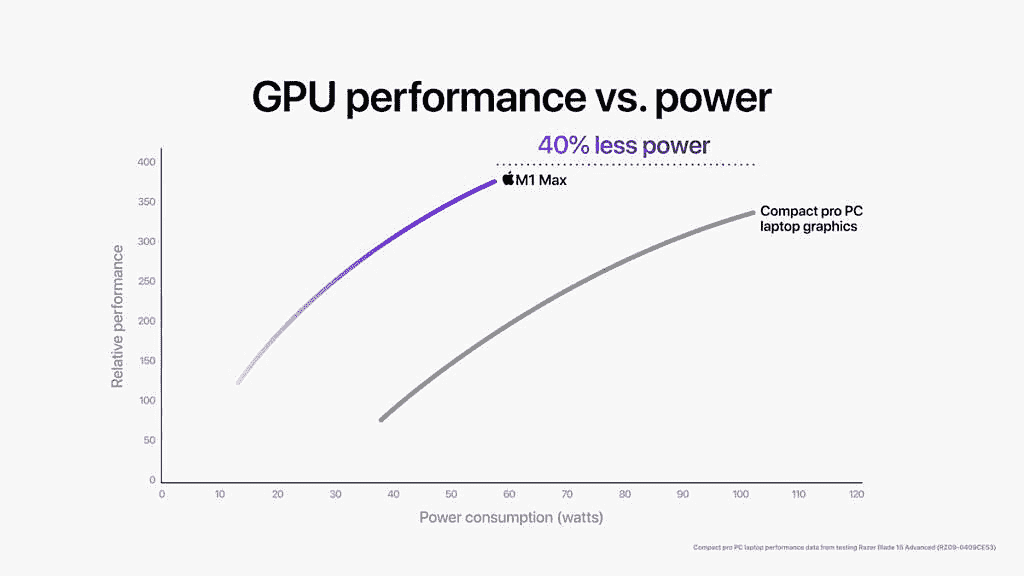 GPU performance vs. power
40% less power
400
M1 Max
350
Compact pro PC
laptop graphics
300
250
200
150
100
50
0
Relative performance
0 10 20 30 40 50 60 70 80 90 100 110 120
Power consumption (watts)
Compact pro PC laptop performance data from testing Razer Blade 15 Advanced (RZ09-0409CE53)